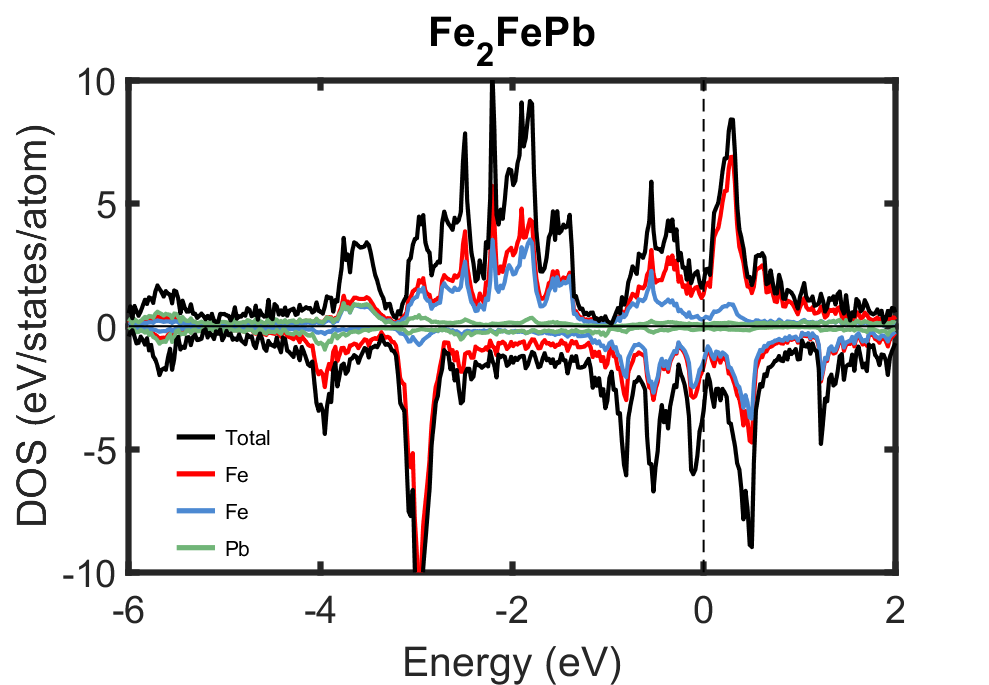 Fe2FePb
DOS (eV/states/atom)
10
5
0
-5
-10
Total
Fe
Fe
Pb
-6 -4 -2 0 2
Energy (eV)